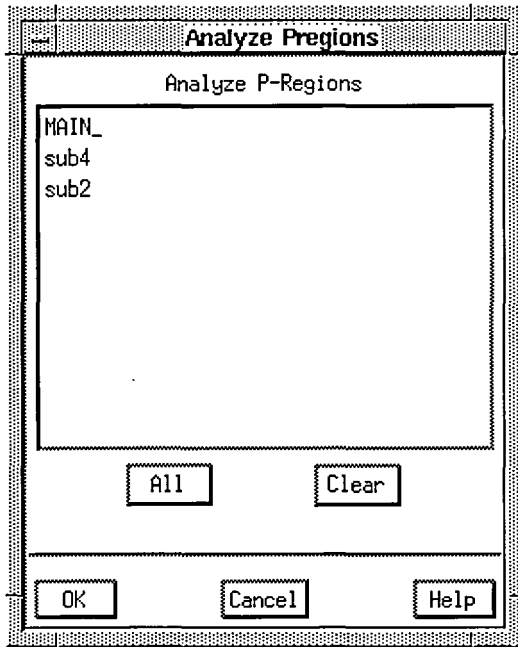 Analyze Pregions
Analyze P-Regions
MAIN_
sub4
sub2
All Clear
OK Cancel Help